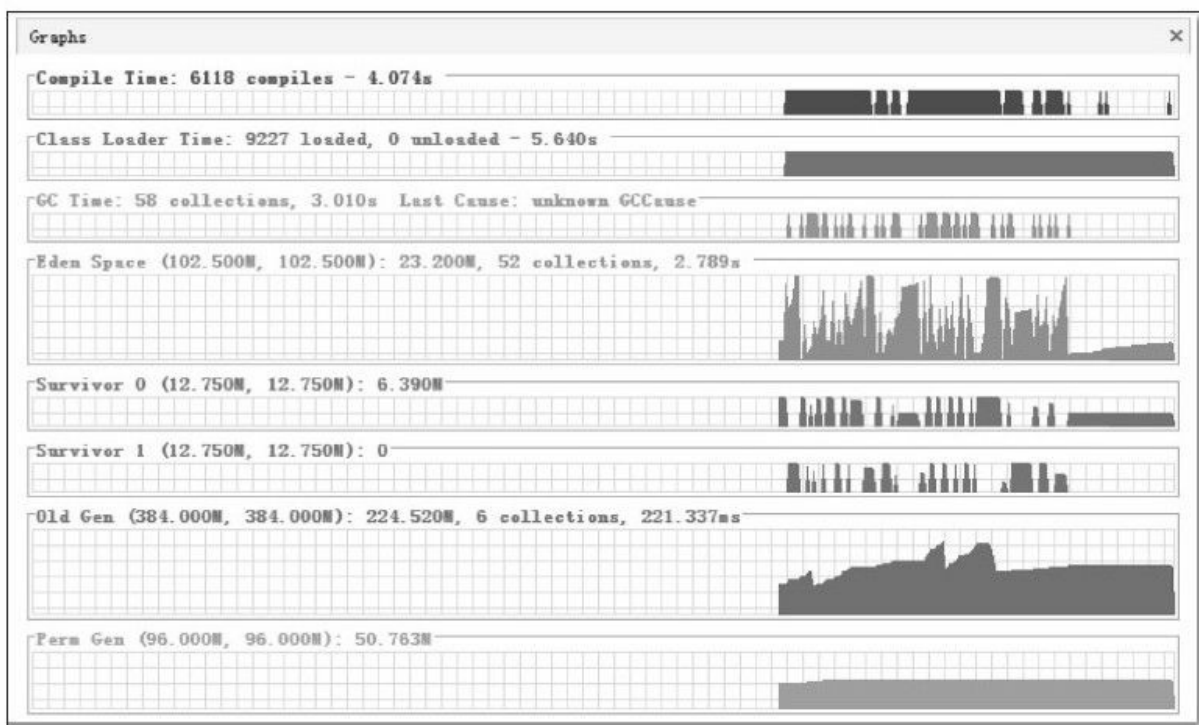 Graphs
Compile Time: 6118 compiles - 4.074s
Class Loader Time: 9227 loaded, 0 unloaded - 5.640s
GC Time: 58 collections, 3.010s Last Cause: unknown GCCause
Eden Space (102.500M, 102.500M): 23.200M, 52 collections, 2.789s
Survivor 0 (12.750M, 12.750M): 6.390M
Survivor 1 (12.750M, 12.750M): 0
Old Gen (384.000M, 384.000M): 224.520M, 6 collections, 221.337ms
Perm Gen (96.000M, 96.000M): 50.763M